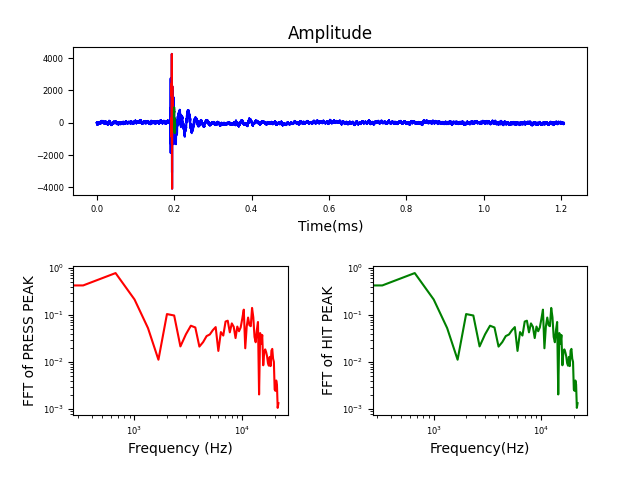 Amplitude
4000
2000
0
−2000
−4000
0.0 0.2 0.4 0.6 0.8 1.0 1.2
Time(ms)
FFT of PRESS PEAK
10⁰
10⁻¹
10⁻²
10⁻³
10³ 10⁴
Frequency (Hz)
FFT of HIT PEAK
10⁰
10⁻¹
10⁻²
10⁻³
10³ 10⁴
Frequency(Hz)